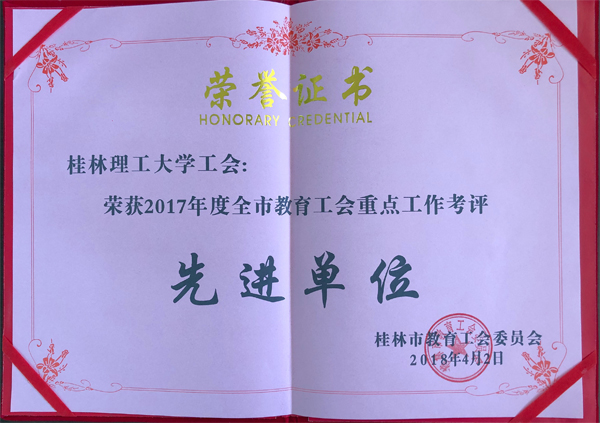 荣誉证书
HONORARY CREDENTIAL
桂林理工大学工会:
荣获2017年度全市教育工会重点工作考评
先进单位
桂林市教育工会委员会
2018年4月2日